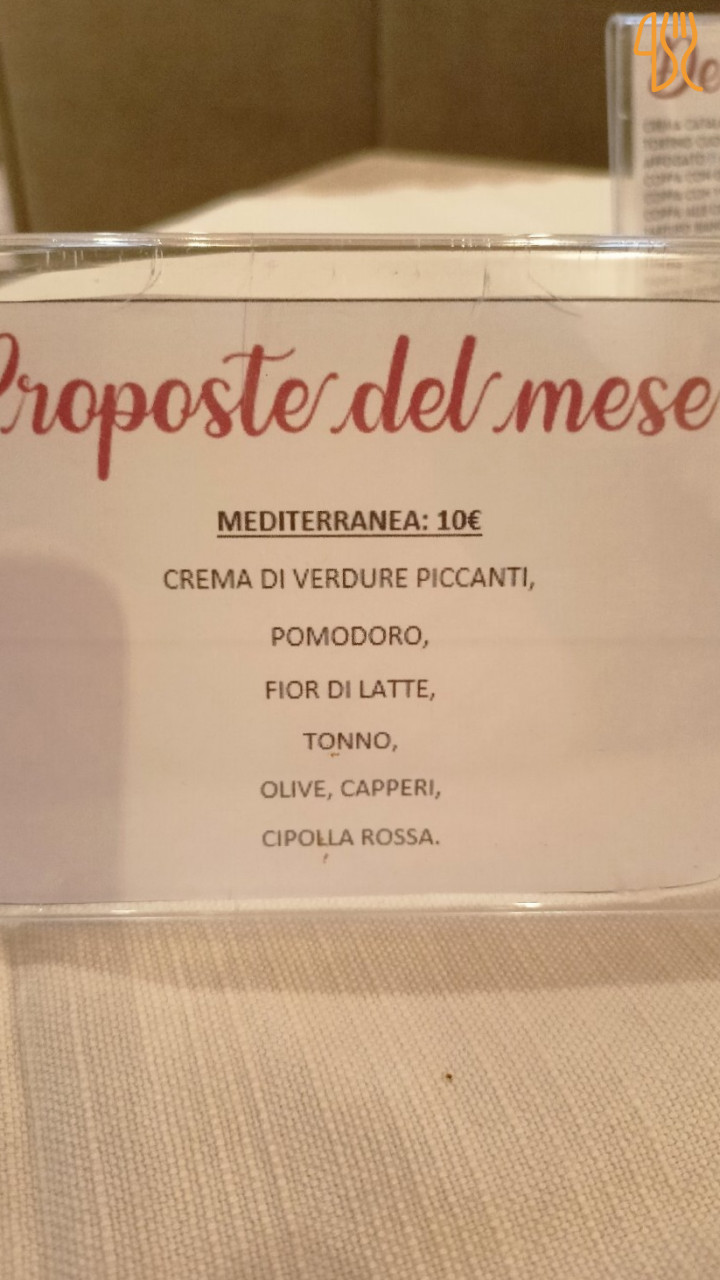 Proposte del mese
MEDITERRANEA: 10€
CREMA DI VERDURE PICCANTI,
POMODORO,
FIOR DI LATTE,
TONNO,
OLIVE, CAPPERI,
CIPOLLA ROSSA.